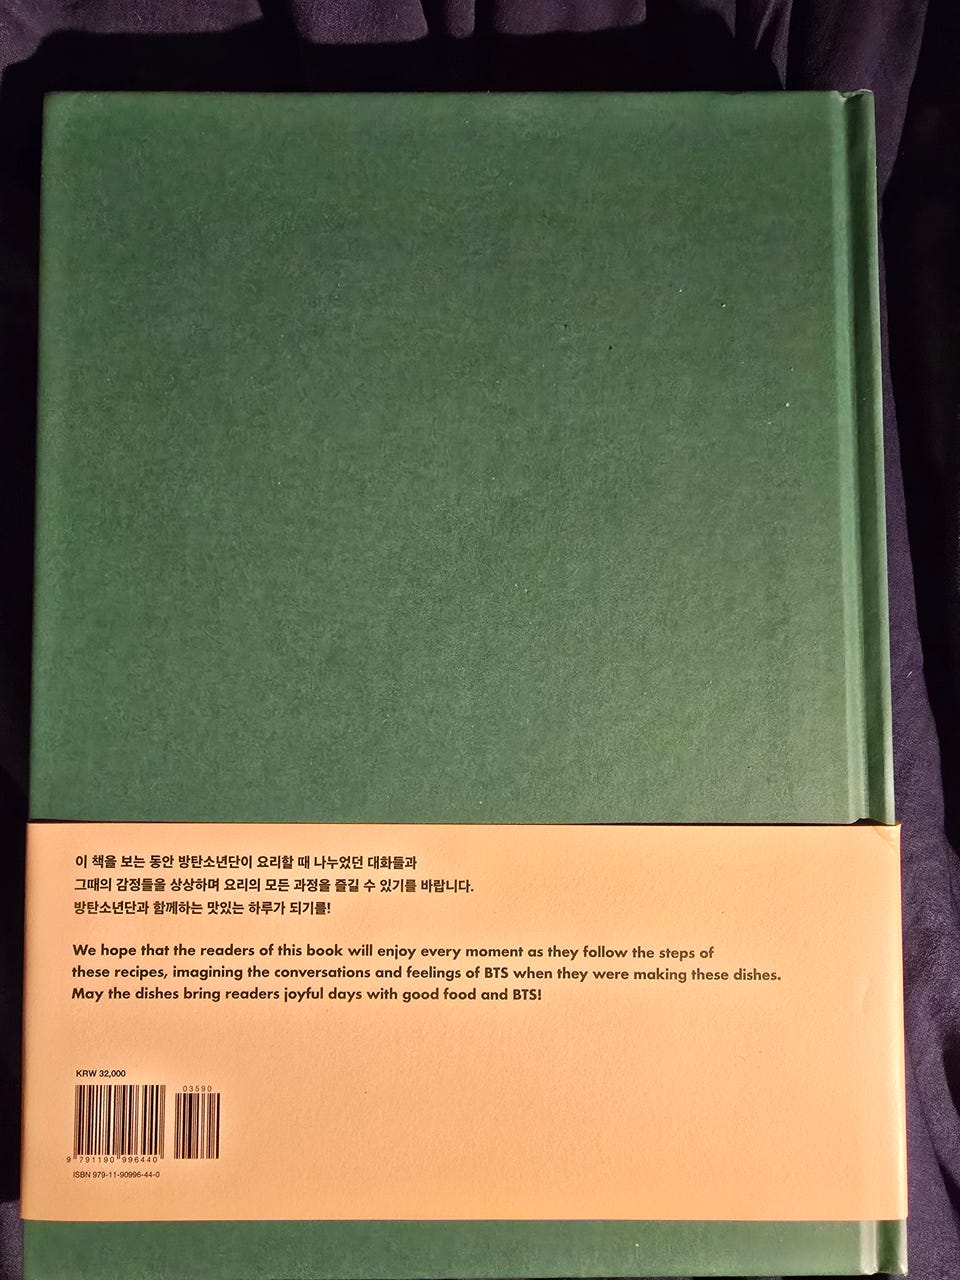 이 책을 보는 동안 방탄소년단이 요리할 때 나누었던 대화들과
그때의 감정들을 상상하며 요리의 모든 과정을 즐길 수 있기를 바랍니다.
방탄소년단과 함께하는 맛있는 하루가 되기를!
We hope that the readers of this book will enjoy every moment as they follow the steps of
these recipes, imagining the conversations and feelings of BTS when they were making these dishes.
May the dishes bring readers joyful days with good food and BTS!
KRW 32,000
03590
9 791190 996440
ISBN 979-11-90996-44-0